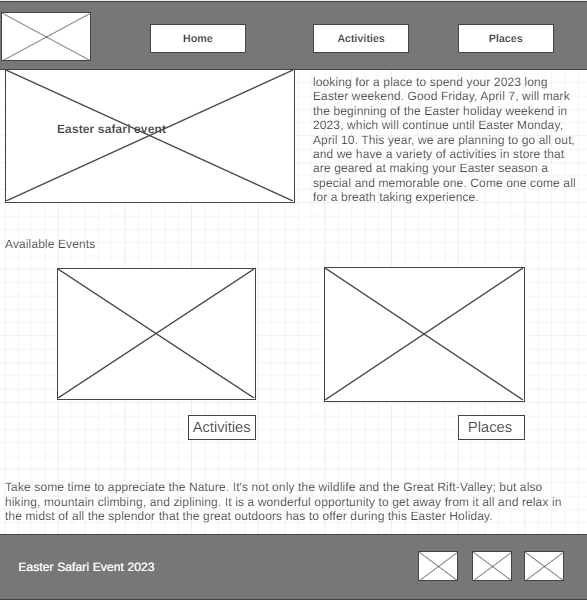 Home
Activities
Places
Easter safari event
looking for a place to spend your 2023 long
Easter weekend. Good Friday, April 7, will mark
the beginning of the Easter holiday weekend in
2023, which will continue until Easter Monday,
April 10. This year, we are planning to go all out,
and we have a variety of activities in store that
are geared at making your Easter season a
special and memorable one. Come one come all
for a breath taking experience.
Available Events
Activities
Places
Take some time to appreciate the Nature. It's not only the wildlife and the Great Rift-Valley; but also
hiking, mountain climbing, and ziplining. It is a wonderful opportunity to get away from it all and relax in
the midst of all the splendor that the great outdoors has to offer during this Easter Holiday.
Easter Safari Event 2023